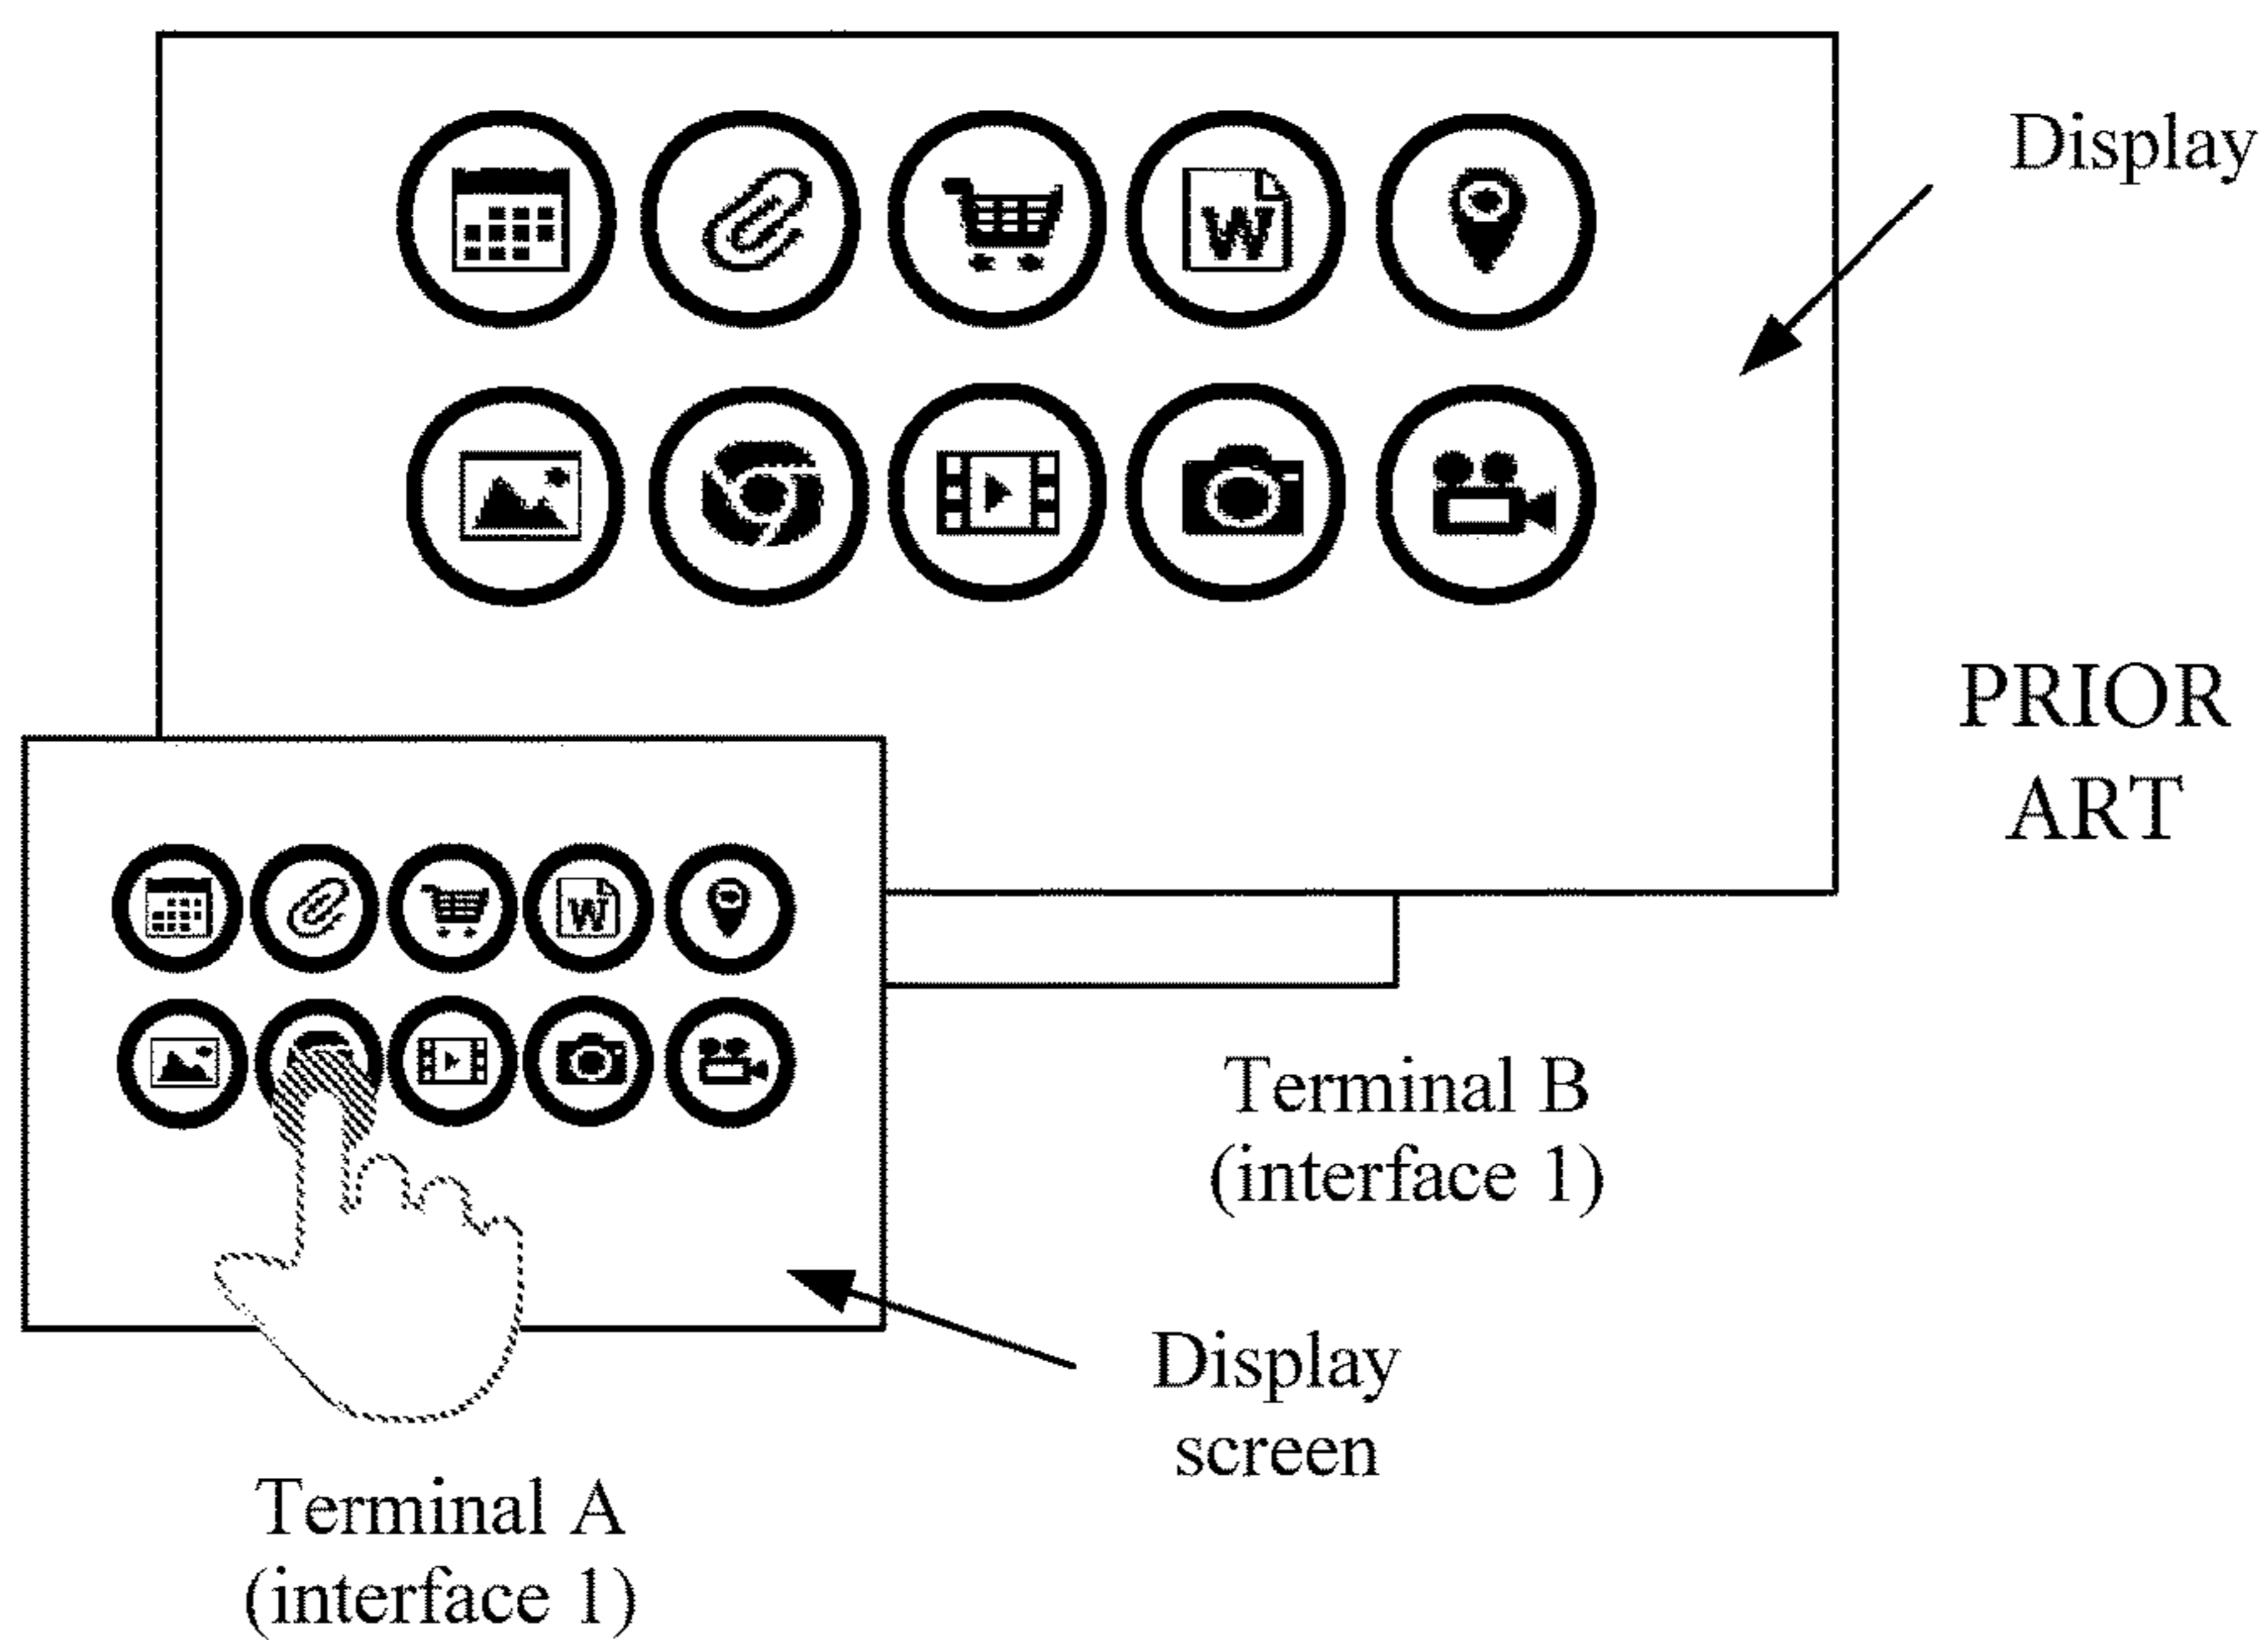 Display
W
PRIOR
ART
W
Terminal B
(interface 1)
Display
screen
Terminal A
(interface 1)